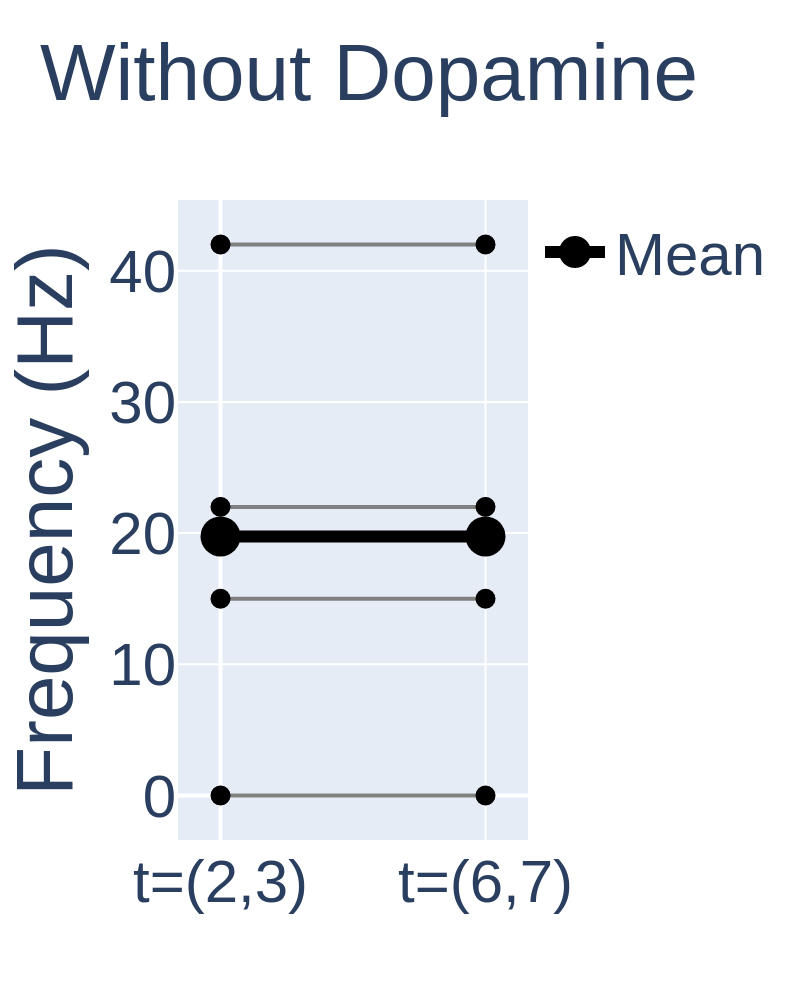 Without Dopamine
Mean
Frequency (Hz)
40
30
20
10
0
t=(2,3)
t=(6,7)